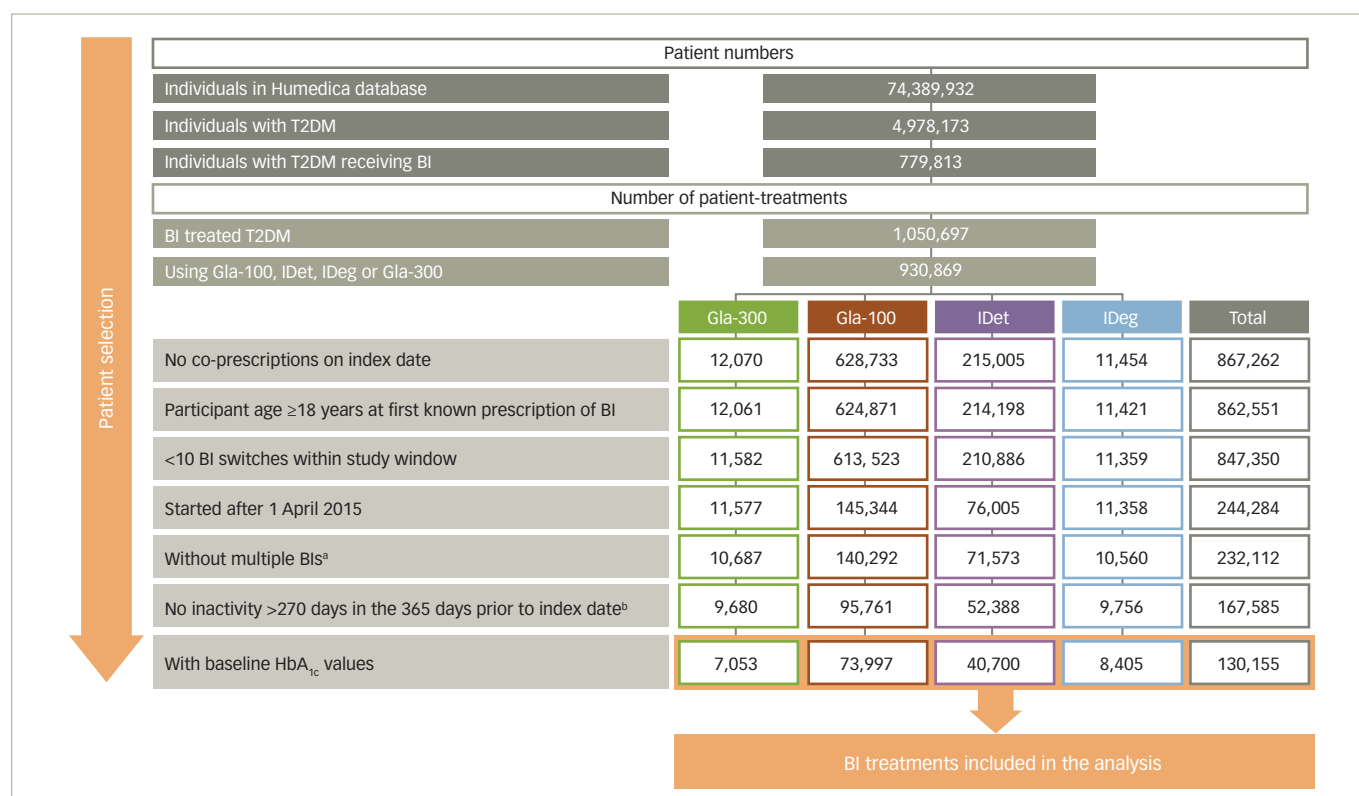 Patient selection
Patient numbers
Individuals in Humedica database 74,389,932
Individuals with T2DM 4,978,173
Individuals with T2DM receiving BI 779,813
Number of patient-treatments
BI treated T2DM 1,050,697
Using Gla-100, IDet, IDeg or Gla-300 930,869
Gla-300 Gla-100 IDet IDeg Total
No co-prescriptions on index date 12,070 628,733 215,005 11,454 867,262
Participant age ≥18 years at first known prescription of BI 12,061 624,871 214,198 11,421 862,551
<10 BI switches within study window 11,582 613, 523 210,886 11,359 847,350
Started after 1 April 2015 11,577 145,344 76,005 11,358 244,284
Without multiple BIsᵃ 10,687 140,292 71,573 10,560 232,112
No inactivity >270 days in the 365 days prior to index dateᵇ 9,680 95,761 52,388 9,756 167,585
With baseline HbA1c values 7,053 73,997 40,700 8,405 130,155
BI treatments included in the analysis